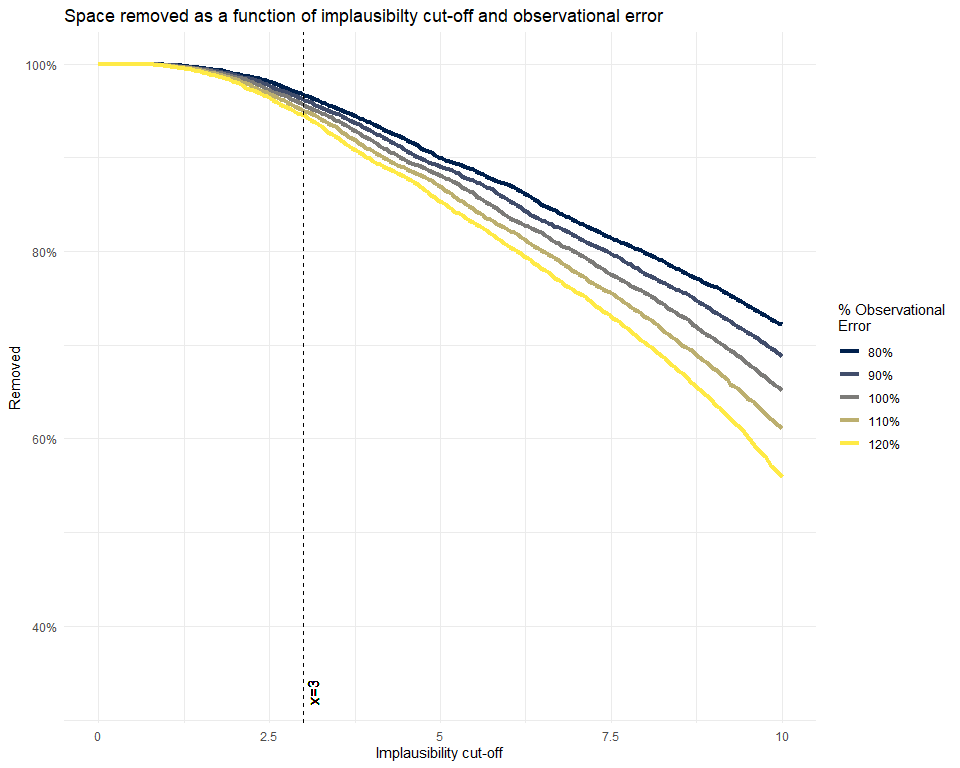 Space removed as a function of implausibilty cut-off and observational error
100%
80%
60%
40%
Removed
x=3
0
2.5
5
7.5
10
Implausibility cut-off
% Observational
Error
80%
90%
100%
110%
120%